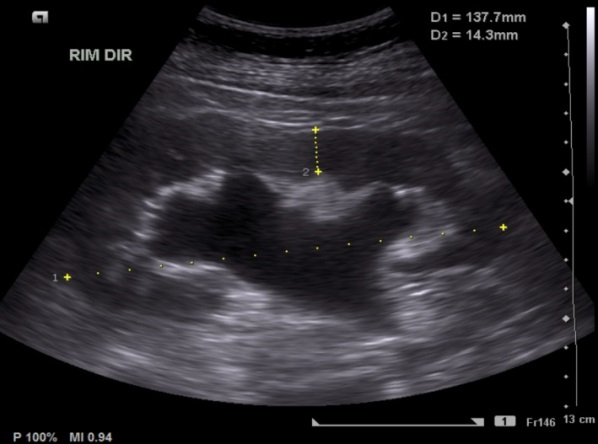 D1 = 137.7mm
D2 = 14.3mm
RIM DIR
2
1
1 Fr146 13 cm
P 100% MI 0.94